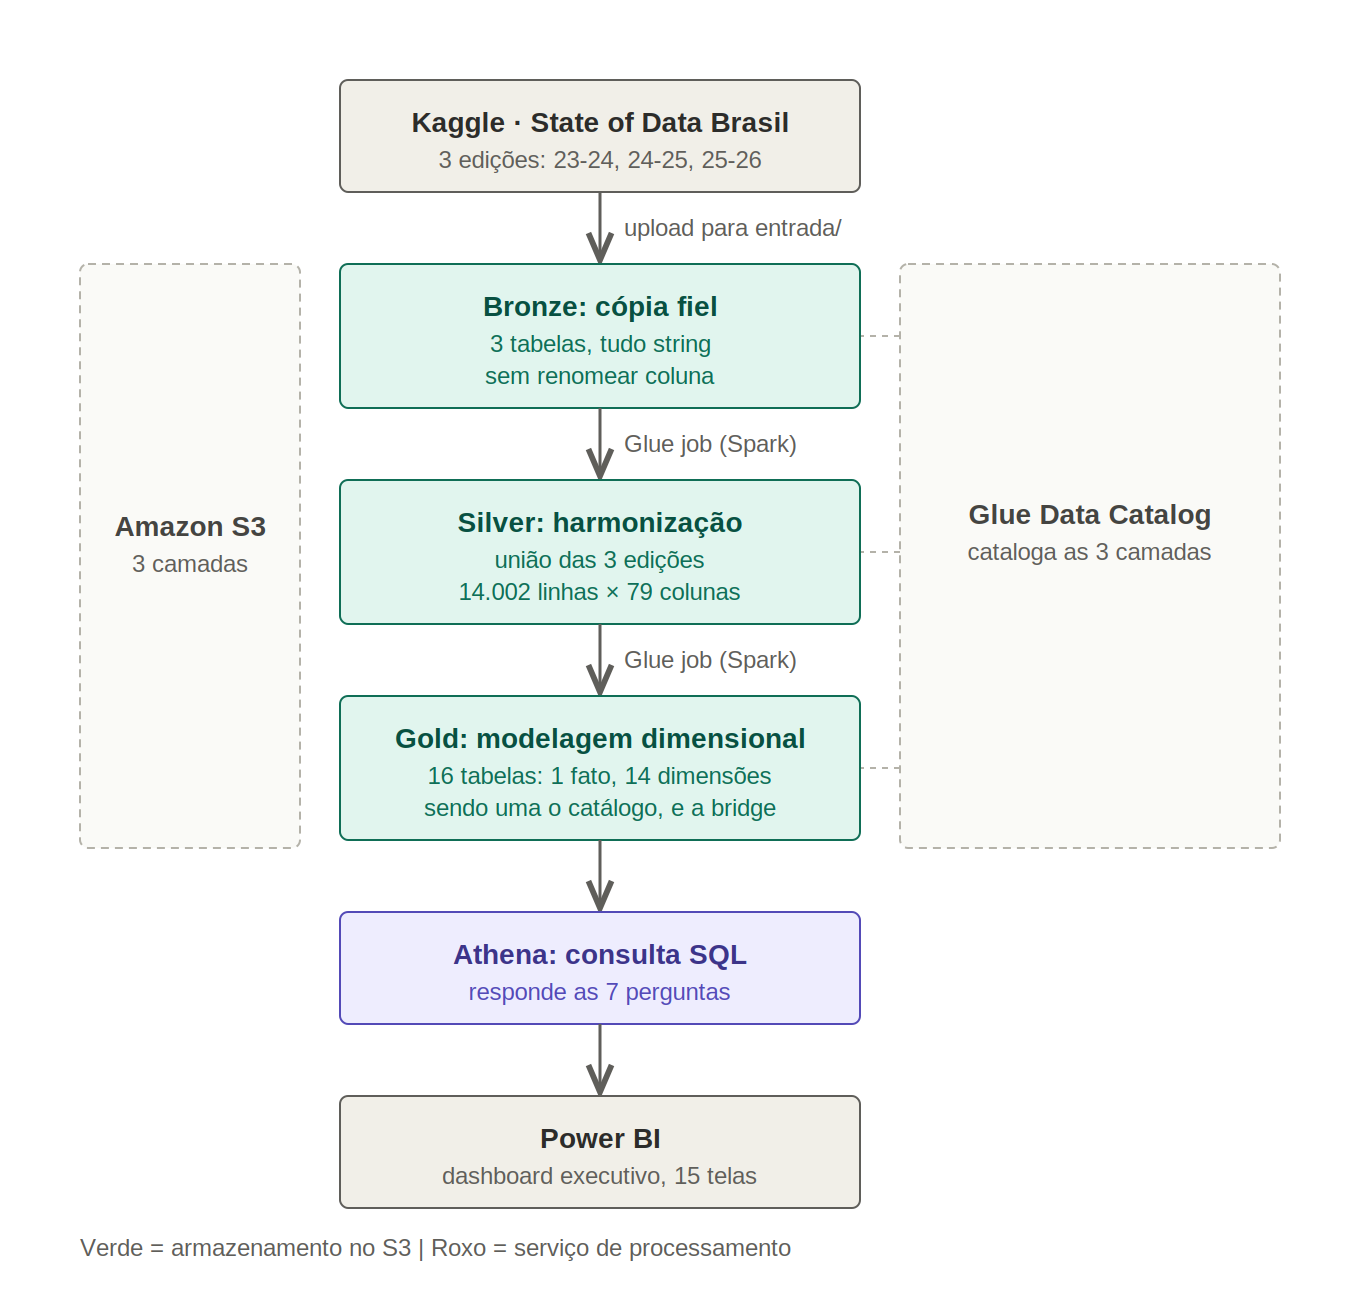 Kaggle · State of Data Brasil
3 edições: 23-24, 24-25, 25-26
upload para entrada/
Bronze: cópia fiel
3 tabelas, tudo string
sem renomear coluna
Glue job (Spark)
Silver: harmonização
união das 3 edições
14.002 linhas × 79 colunas
Amazon S3
3 camadas
Glue Data Catalog
cataloga as 3 camadas
Glue job (Spark)
Gold: modelagem dimensional
16 tabelas: 1 fato, 14 dimensões
sendo uma o catálogo, e a bridge
Athena: consulta SQL
responde as 7 perguntas
Power BI
dashboard executivo, 15 telas
Verde = armazenamento no S3 | Roxo = serviço de processamento